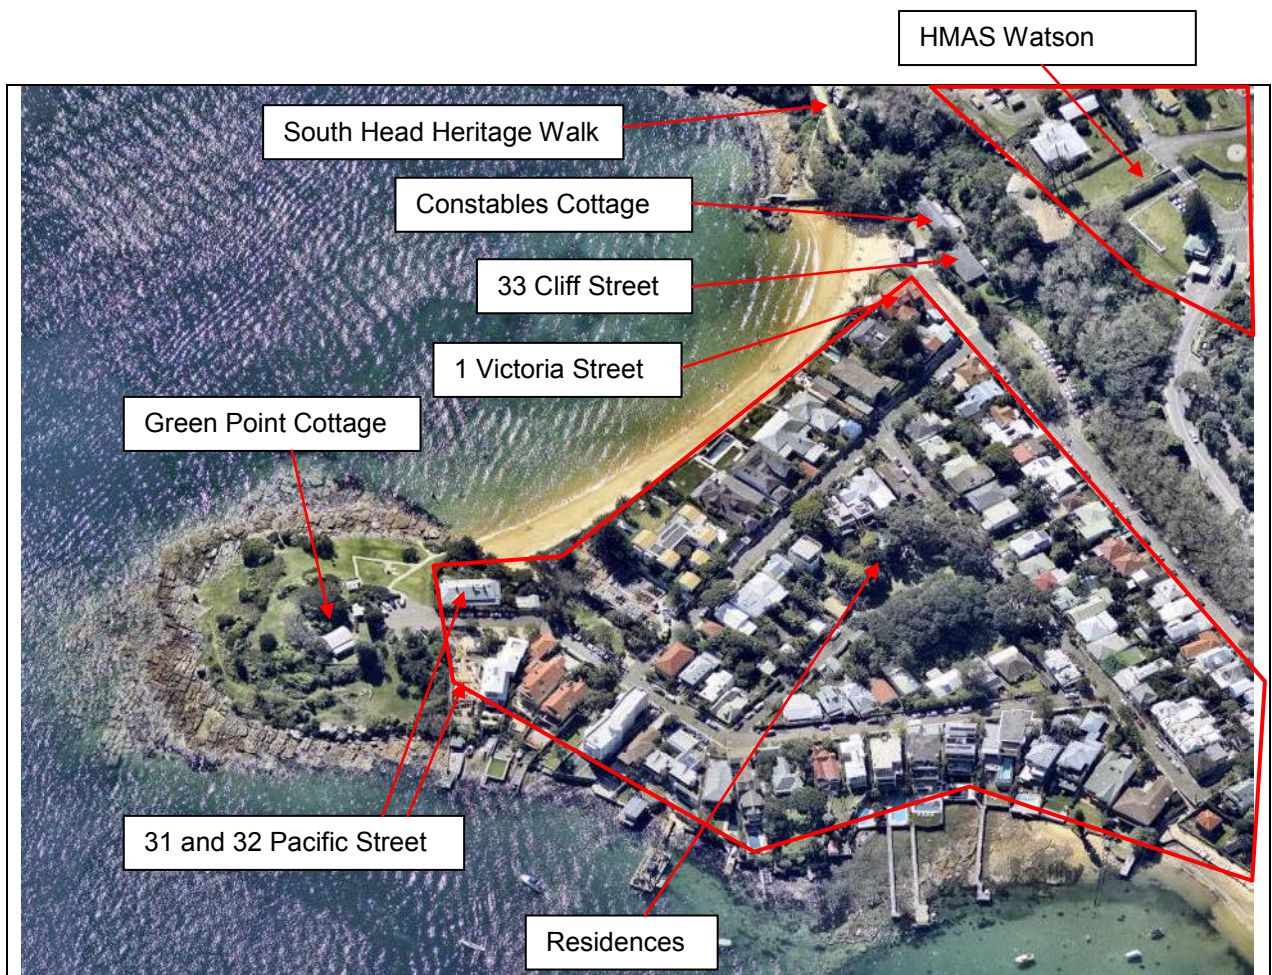 HMAS Watson
South Head Heritage Walk
Constables Cottage
33 Cliff Street
1 Victoria Street
Green Point Cottage
31 and 32 Pacific Street
Residences